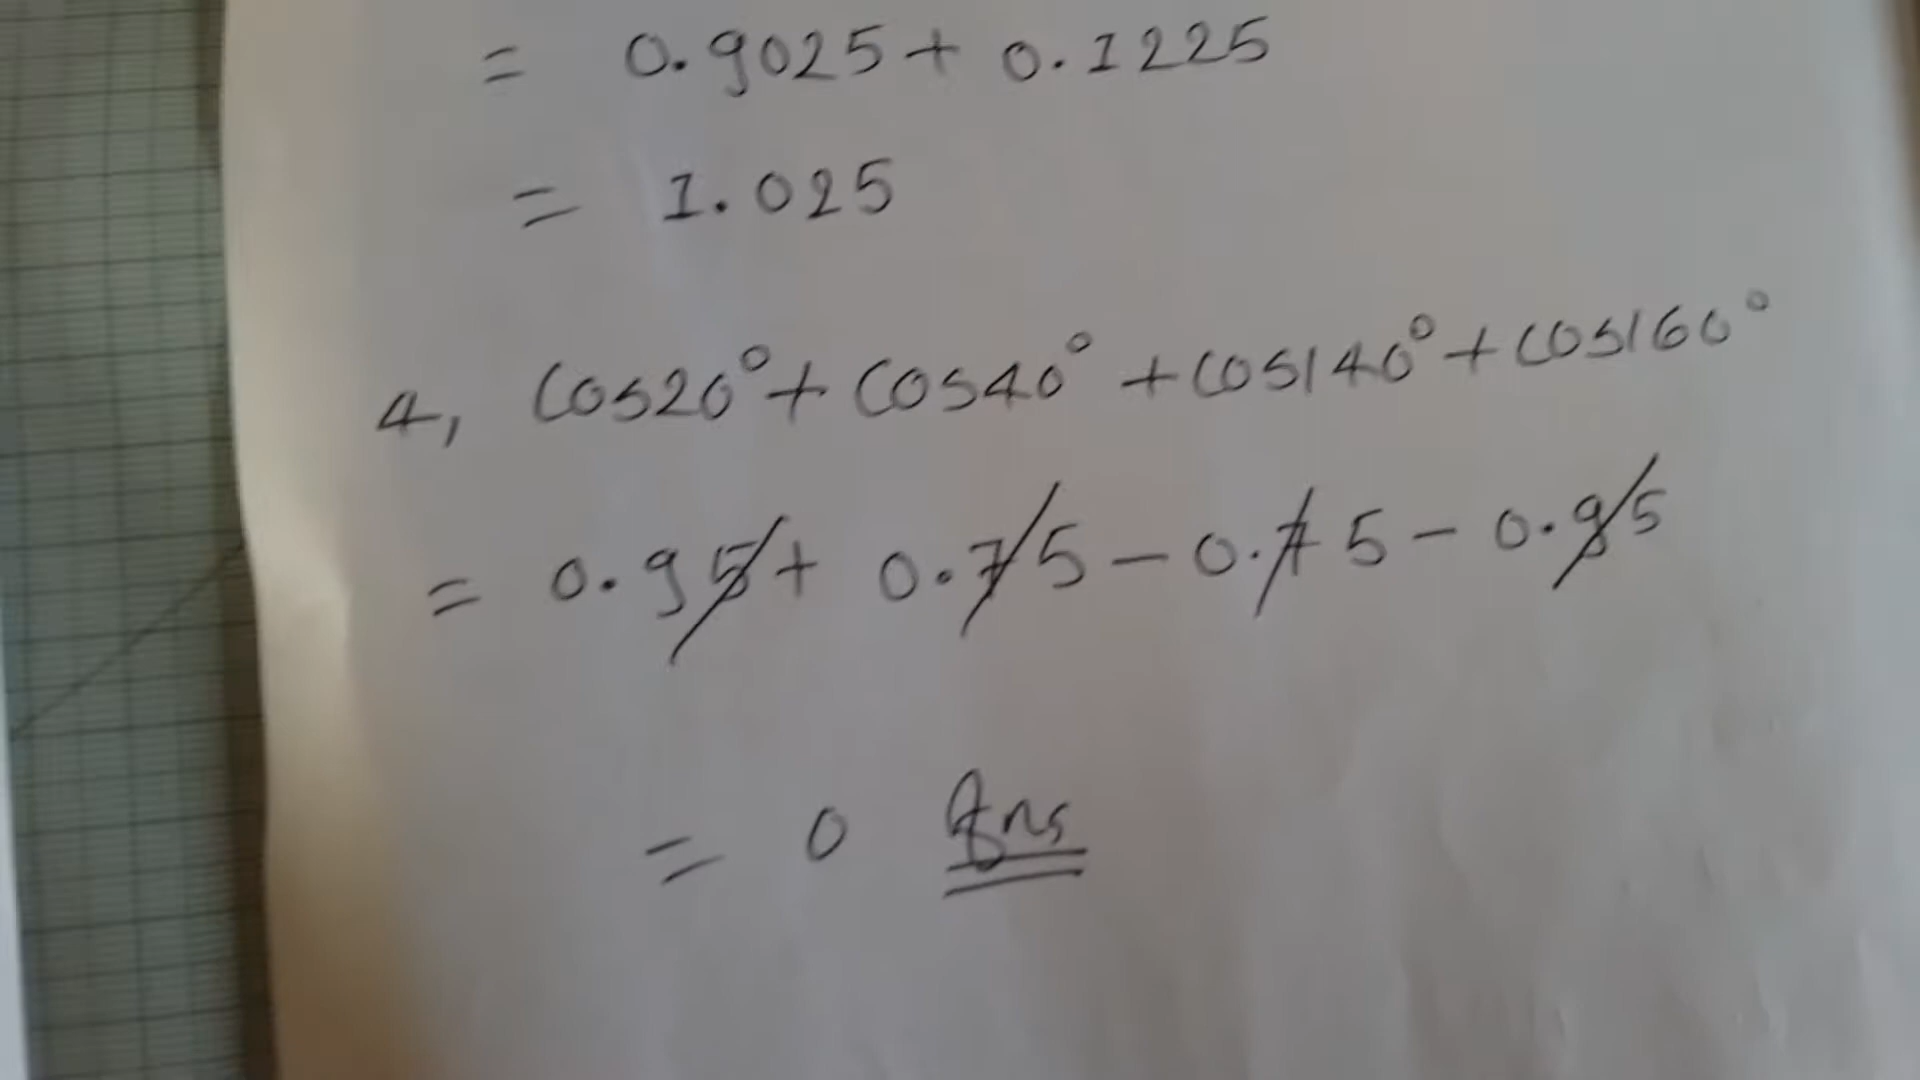 = 0.9025 + 0.1225
= 1.025
4, Cos20° + Cos40° + Cos140° + Cos160°
= 0.95 + 0.75 - 0.75 - 0.95
= 0 Ans